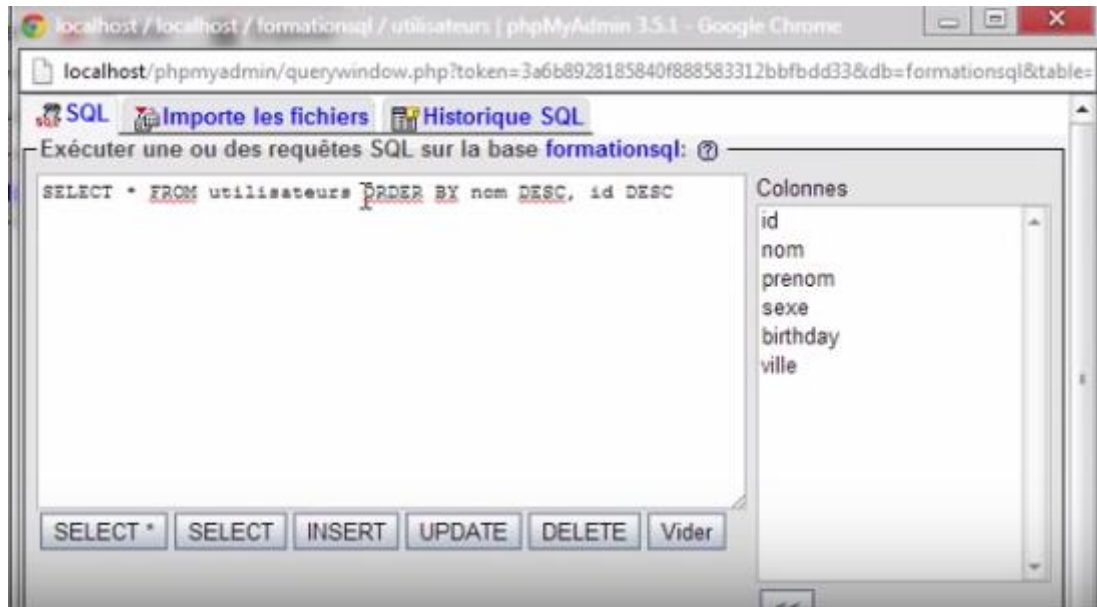 localhost / localhost / formationsql / utilisateurs | phpMyAdmin 3.5.1 - Google Chrome
localhost/phpmyadmin/querywindow.php?token=3a6b8928185840f888583312bbfbdd33&db=formationsql&table=
SQL Importe les fichiers Historique SQL
Exécuter une ou des requêtes SQL sur la base formationsql:
SELECT * FROM utilisateurs ORDER BY nom DESC, id DESC
Colonnes
id
nom
prenom
sexe
birthday
ville
SELECT * SELECT INSERT UPDATE DELETE Vider
<<